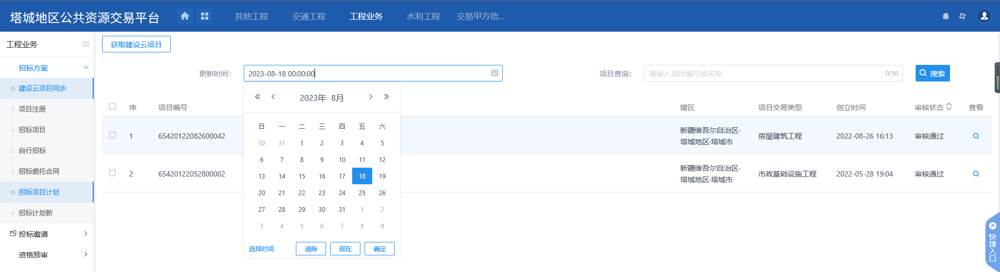 塔城地区公共资源交易平台
其他工程 交通工程 工程业务 水利工程 交易甲方信...
工程业务
招标方案
建设云项目同步
项目注册
招标项目
自行招标
招标委托合同
招标项目计划
招标计划新
投标邀请
资格预审
获取建设云项目
更新时间： 2023-08-18 00:00:00
项目查询： 请输入项目编号或名称 0/50 搜索
序 项目编号 辖区 项目交易类型 创立时间 审核状态 查看
1 65420122082600042 新疆维吾尔自治区·
塔城地区·塔城市 房屋建筑工程 2022-08-26 16:13 审核通过
2 65420122052800002 新疆维吾尔自治区·
塔城地区·塔城市 市政基础设施工程 2022-05-28 19:04 审核通过
2023年 8月
日 一 二 三 四 五 六
30 31 1 2 3 4 5
6 7 8 9 10 11 12
13 14 15 16 17 18 19
20 21 22 23 24 25 26
27 28 29 30 31 1 2
3 4 5 6 7 8 9
选择时间 清除 现在 确定
快捷入口